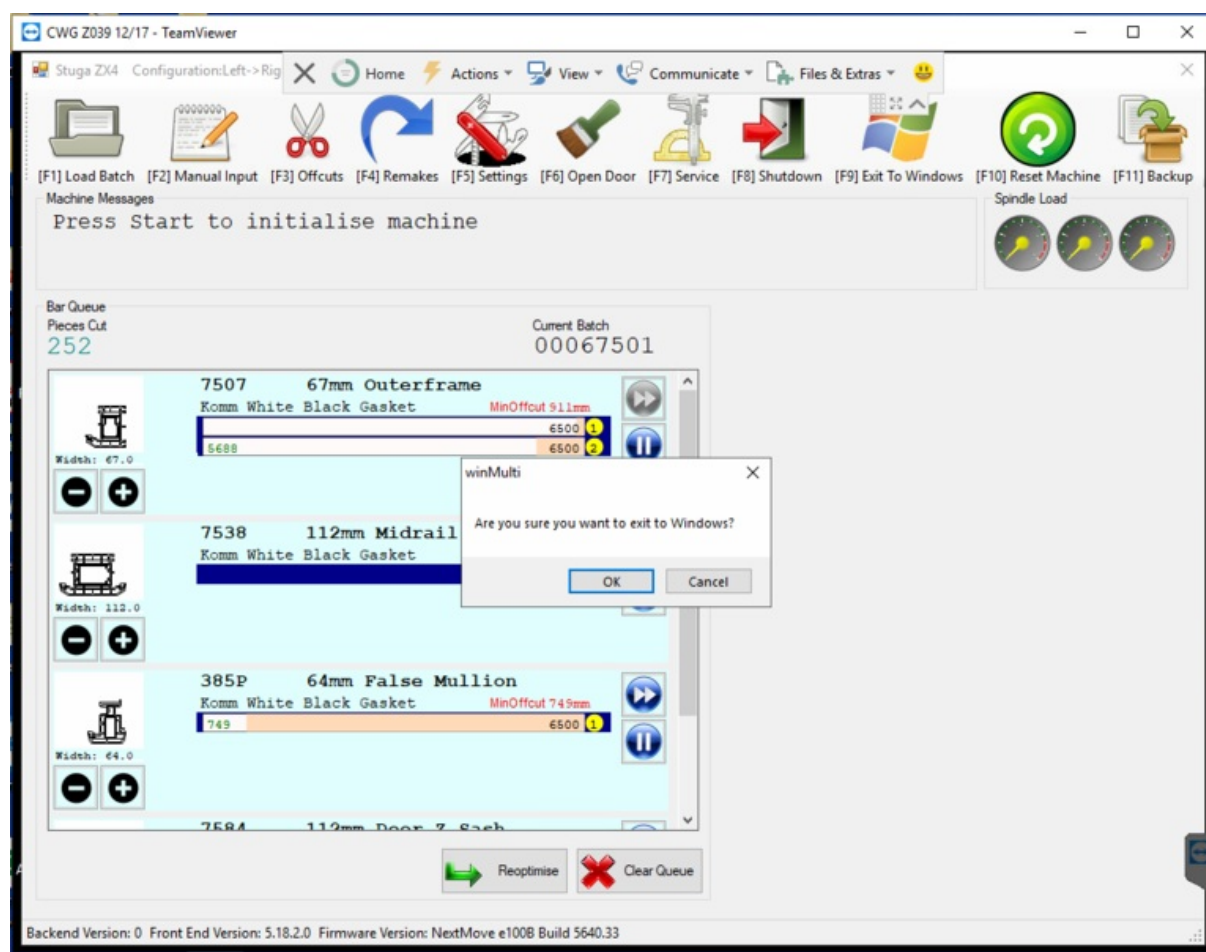 CWG Z039 12/17 - TeamViewer
Stuga ZX4 Configuration:Left->Rig
Home Actions View Communicate Files & Extras
[F1] Load Batch [F2] Manual Input [F3] Offcuts [F4] Remakes [F5] Settings [F6] Open Door [F7] Service [F8] Shutdown [F9] Exit To Windows [F10] Reset Machine [F11] Backup
Machine Messages
Press Start to initialise machine
Spindle Load
Bar Queue
Pieces Cut
252
Current Batch
00067501
7507 67mm Outerframe
Komm White Black Gasket MinOffcut 911mm
6500 1
5688 6500 2
Width: 67.0
winMulti
Are you sure you want to exit to Windows?
OK Cancel
7538 112mm Midrail
Komm White Black Gasket
Width: 112.0
385P 64mm False Mullion
Komm White Black Gasket MinOffcut 749mm
749 6500 1
Width: 64.0
7584 112mm Door Z Sash
Reoptimise Clear Queue
Backend Version: 0 Front End Version: 5.18.2.0 Firmware Version: NextMove e100B Build 5640.33